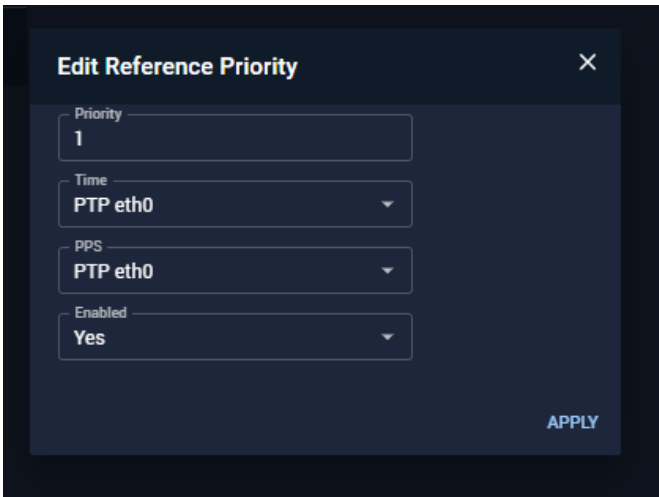 Edit Reference Priority
Priority
1
Time
PTP eth0
PPS
PTP eth0
Enabled
Yes
APPLY